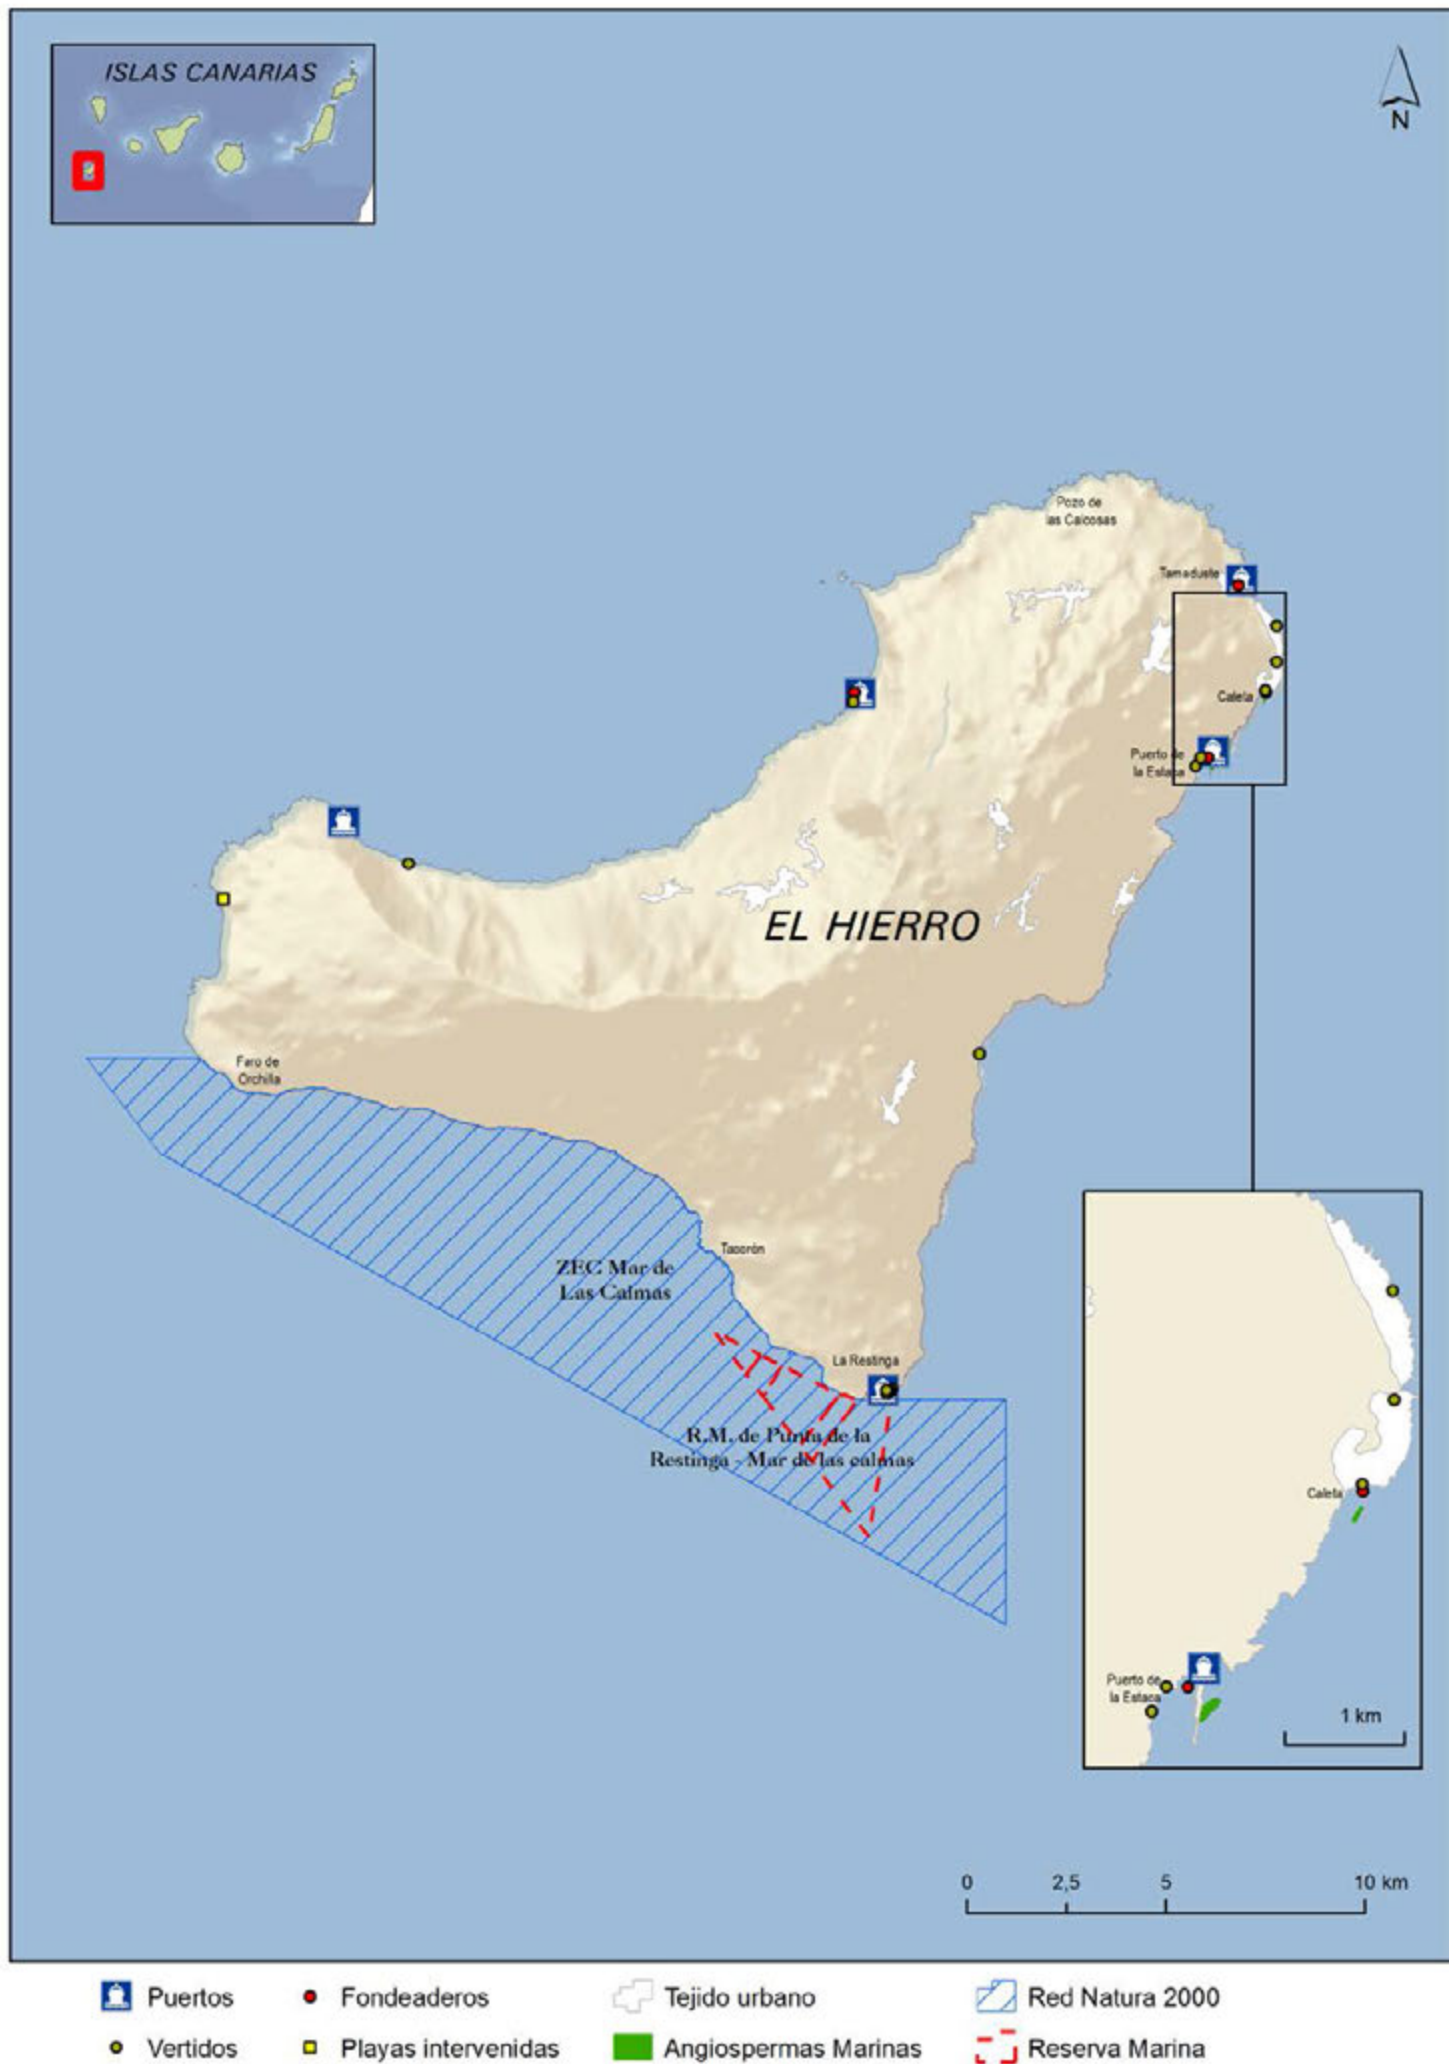 ISLAS CANARIAS
N
Pozo de
las Calcosas
Tamaduste
Caleta
Puerto de
la Estaca
EL HIERRO
Faro de
Orchilla
Tacorón
ZEC Mar de
Las Calmas
La Restinga
R.M. de Punta de la
Restinga - Mar de las calmas
Caleta
Puerto de
la Estaca
1 km
0 2,5 5 10 km
Puertos Fondeaderos Tejido urbano Red Natura 2000
Vertidos Playas intervenidas Angiospermas Marinas Reserva Marina